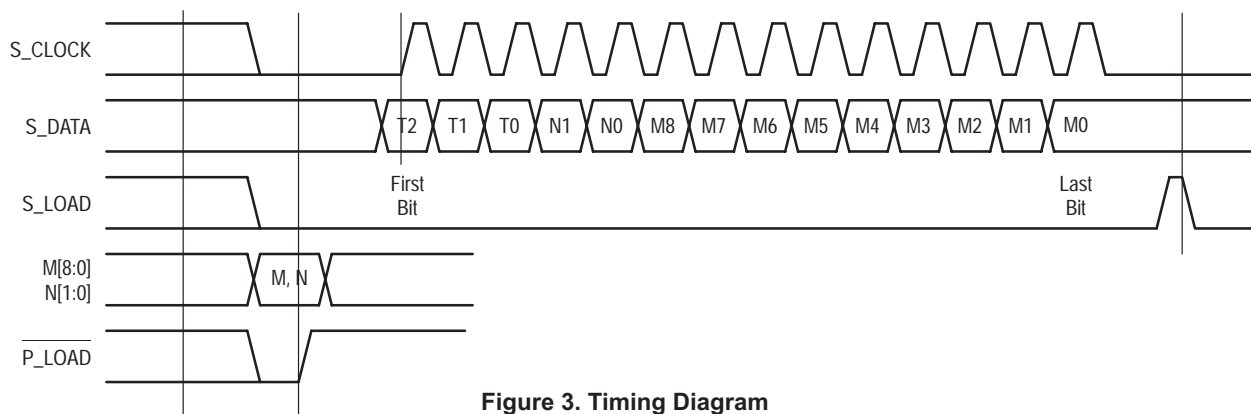 S_CLOCK
S_DATA
T2 T1 T0 N1 N0 M8 M7 M6 M5 M4 M3 M2 M1 M0
First
Bit
Last
Bit
S_LOAD
M[8:0]
N[1:0]
M, N
P_LOAD
Figure 3. Timing Diagram